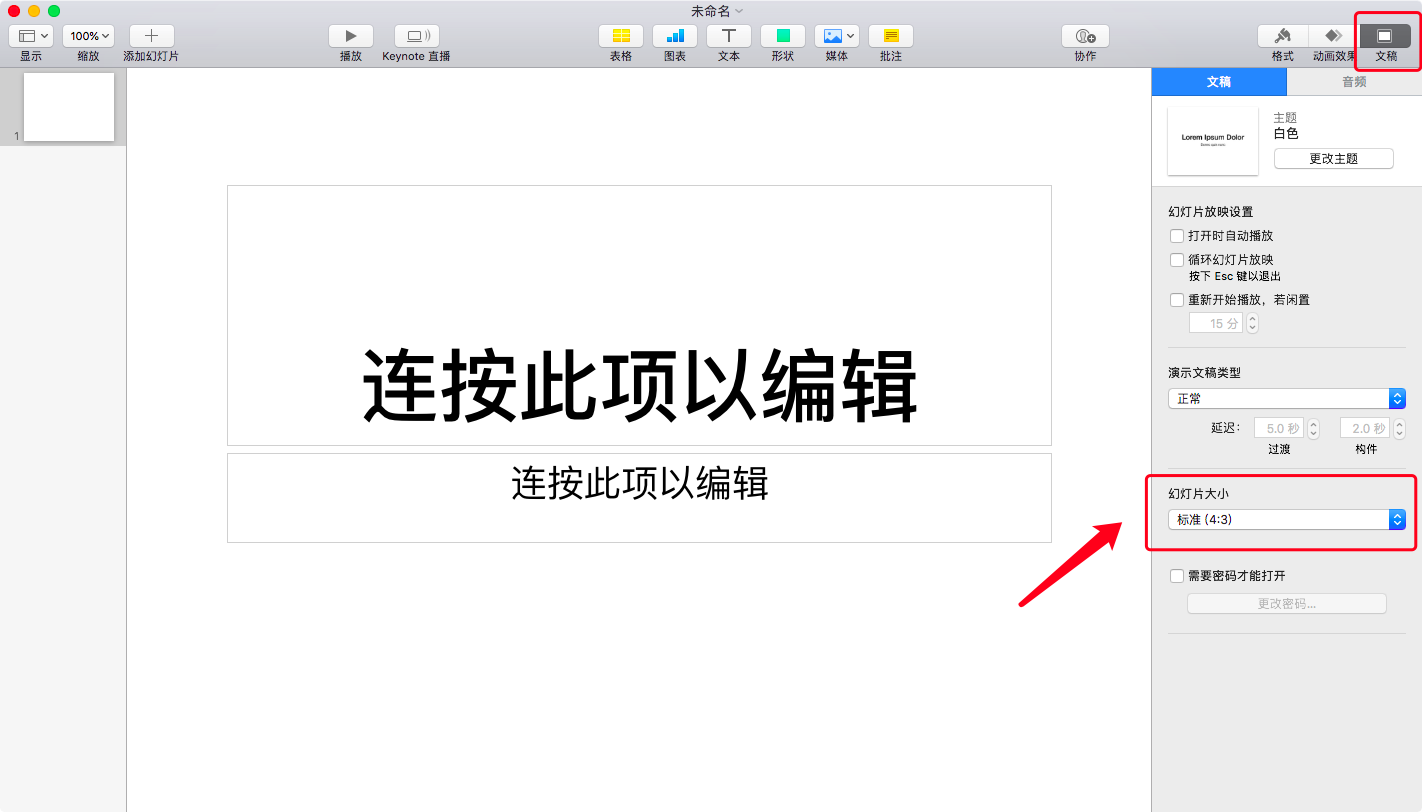 未命名
100%
显示
缩放
添加幻灯片
播放
Keynote 直播
表格
图表
文本
形状
媒体
批注
协作
格式
动画效果
文稿
1
连按此项以编辑
连按此项以编辑
文稿
音频
Lorem Ipsum Dolor
主题
白色
更改主题
幻灯片放映设置
打开时自动播放
循环幻灯片放映
按下 Esc 键以退出
重新开始播放，若闲置
15 分
演示文稿类型
正常
延迟：
5.0 秒
2.0 秒
过渡
构件
幻灯片大小
标准 (4:3)
需要密码才能打开
更改密码...